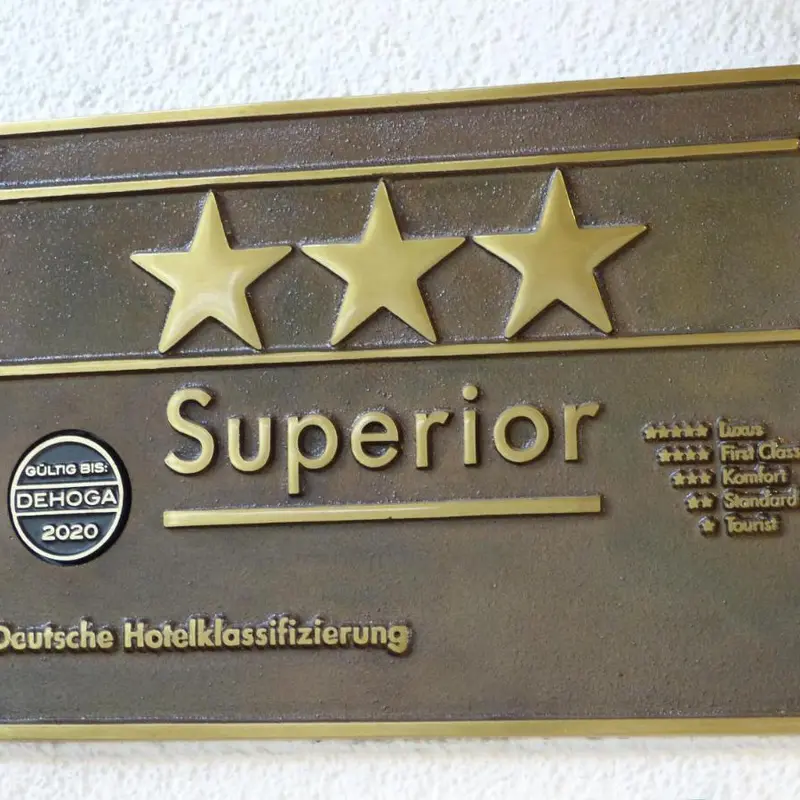 Superior
GÜLTIG BIS:
DEHOGA
2020
Luxus
First Class
Komfort
Standard
Tourist
Deutsche Hotelklassifizierung